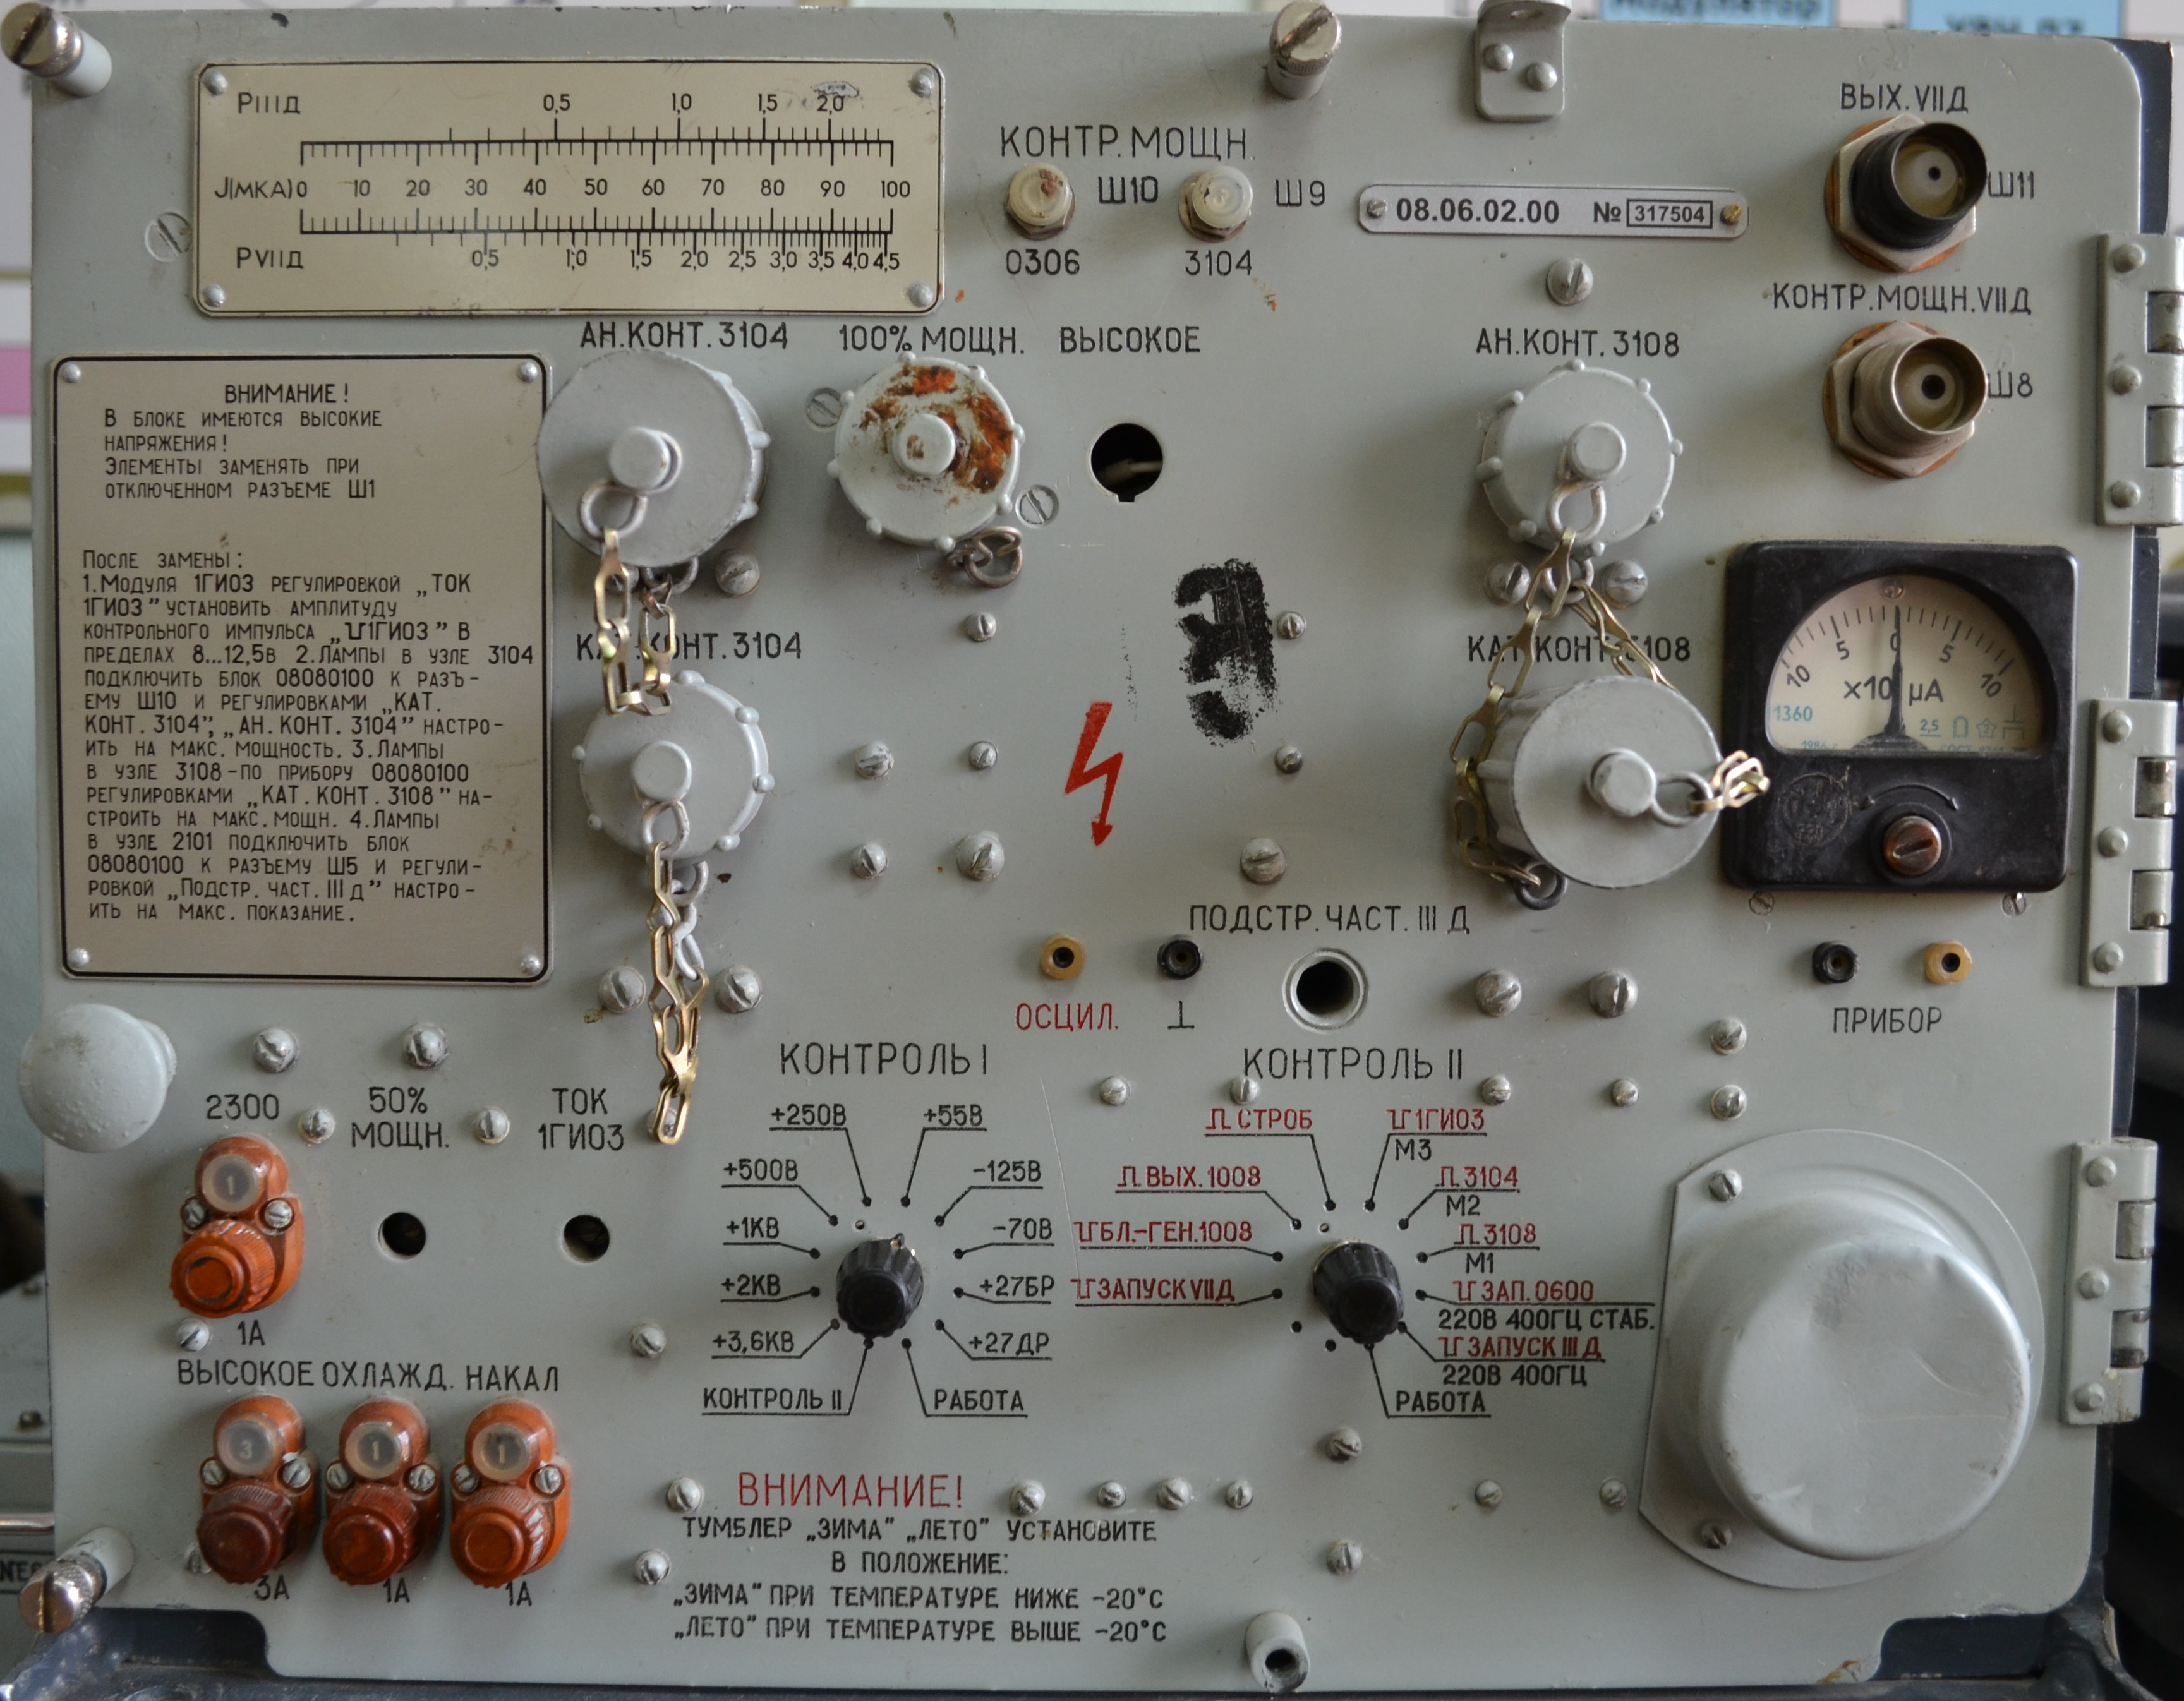 Модулятор
PIIIД 0,5 1,0 1,5 2,0
J(МКА) 0 10 20 30 40 50 60 70 80 90 100
PVIIД 0,5 1,0 1,5 2,0 2,5 3,0 3,5 4,0 4,5
КОНТР. МОЩН.
Ш10 Ш9
0306 3104
08.06.02.00 № 317504
ВЫХ. VIIД
Ш11
КОНТР. МОЩН. VIIД
Ш8
АН. КОНТ. 3104 100% МОЩН. ВЫСОКОЕ АН. КОНТ. 3108
ВНИМАНИЕ!
В БЛОКЕ ИМЕЮТСЯ ВЫСОКИЕ
НАПРЯЖЕНИЯ!
ЭЛЕМЕНТЫ ЗАМЕНЯТЬ ПРИ
ОТКЛЮЧЕННОМ РАЗЪЕМЕ Ш1
ПОСЛЕ ЗАМЕНЫ:
1. МОДУЛЯ 1ГИ03 РЕГУЛИРОВКОЙ „ТОК
1ГИ03” УСТАНОВИТЬ АМПЛИТУДУ
КОНТРОЛЬНОГО ИМПУЛЬСА „1ГИ03” В
ПРЕДЕЛАХ 8...12,5В 2. ЛАМПЫ В УЗЛЕ 3104
ПОДКЛЮЧИТЬ БЛОК 08080100 К РАЗЪ-
ЕМУ Ш10 И РЕГУЛИРОВКАМИ „КАТ.
КОНТ. 3104”, „АН. КОНТ. 3104” НАСТРО-
ИТЬ НА МАКС. МОЩНОСТЬ. 3. ЛАМПЫ
В УЗЛЕ 3108-ПО ПРИБОРУ 08080100
РЕГУЛИРОВКАМИ „КАТ. КОНТ. 3108” НА-
СТРОИТЬ НА МАКС. МОЩН. 4. ЛАМПЫ
В УЗЛЕ 2101 ПОДКЛЮЧИТЬ БЛОК
08080100 К РАЗЪЕМУ Ш5 И РЕГУЛИ-
РОВКОЙ „ПОДСТР. ЧАСТ. III Д” НАСТРО-
ИТЬ НА МАКС. ПОКАЗАНИЕ.
КАТ. КОНТ. 3104 КАТ. КОНТ. 3108
10 5 0 5 10
×10 µA
1360 2,5
ПОДСТР. ЧАСТ. III Д
ОСЦИЛ. ⊥
ПРИБОР
2300
50%
МОЩН.
ТОК
1ГИ03
1
1А
ВЫСОКОЕ ОХЛАЖД. НАКАЛ
3 1 1
3А 1А 1А
КОНТРОЛЬ I
+250В +55В
+500В -125В
+1КВ -70В
+2КВ +27БР
+3,6КВ +27ДР
КОНТРОЛЬ II РАБОТА
КОНТРОЛЬ II
СТРОБ 1ГИ03
М3
ВЫХ. 1008 3104
М2
БЛ.-ГЕН. 1008 3108
М1
ЗАПУСК VIIД ЗАП. 0600
220В 400ГЦ СТАБ.
ЗАПУСК III Д
220В 400ГЦ
РАБОТА
ВНИМАНИЕ!
ТУМБЛЕР „ЗИМА” „ЛЕТО” УСТАНОВИТЕ
В ПОЛОЖЕНИЕ:
„ЗИМА” ПРИ ТЕМПЕРАТУРЕ НИЖЕ -20°С
„ЛЕТО” ПРИ ТЕМПЕРАТУРЕ ВЫШЕ -20°С